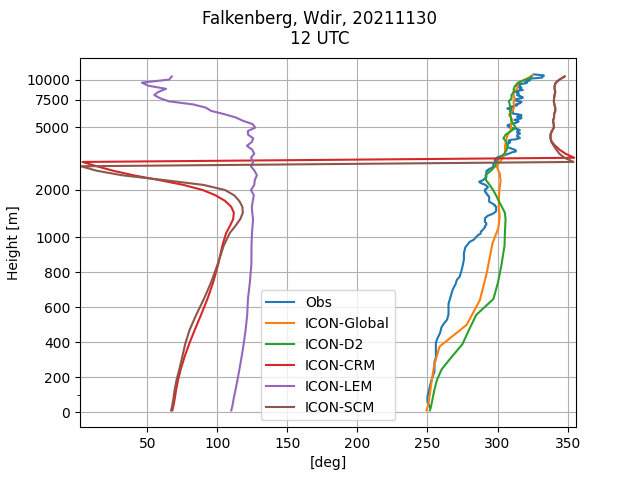 Falkenberg, Wdir, 20211130
12 UTC
Height [m]
10000
7500
5000
2000
1000
800
600
400
200
0
Obs
ICON-Global
ICON-D2
ICON-CRM
ICON-LEM
ICON-SCM
50
100
150
200
250
300
350
[deg]